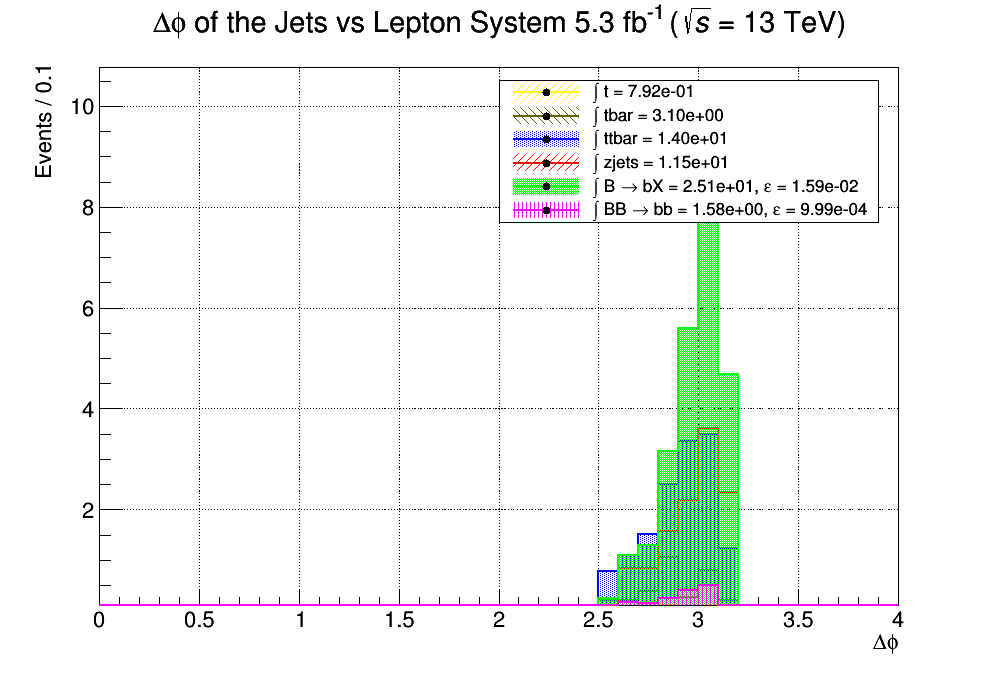 Δϕ of the Jets vs Lepton System 5.3 fb⁻¹ (√s = 13 TeV)
Events / 0.1
∫ t = 7.92e-01
∫ tbar = 3.10e+00
∫ ttbar = 1.40e+01
∫ zjets = 1.15e+01
∫ B → bX = 2.51e+01, ε = 1.59e-02
∫ BB → bb = 1.58e+00, ε = 9.99e-04
10
8
6
4
2
0 0.5 1 1.5 2 2.5 3 3.5 4
Δϕ